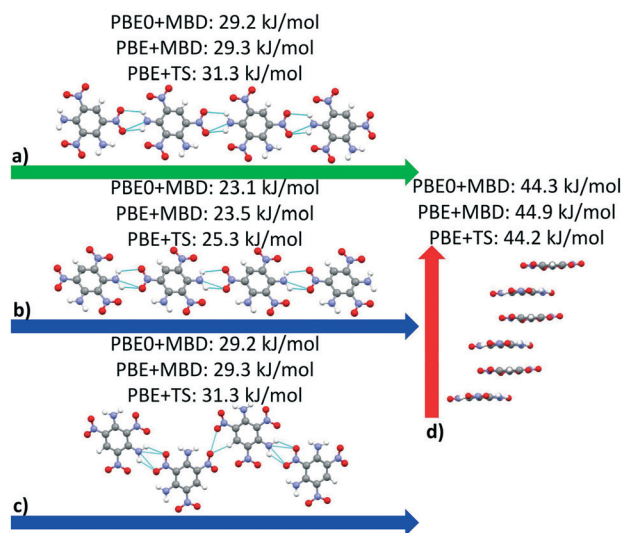 PBE0+MBD: 29.2 kJ/mol
PBE+MBD: 29.3 kJ/mol
PBE+TS: 31.3 kJ/mol
a)
PBE0+MBD: 23.1 kJ/mol
PBE+MBD: 23.5 kJ/mol
PBE+TS: 25.3 kJ/mol
b)
PBE0+MBD: 29.2 kJ/mol
PBE+MBD: 29.3 kJ/mol
PBE+TS: 31.3 kJ/mol
c)
PBE0+MBD: 44.3 kJ/mol
PBE+MBD: 44.9 kJ/mol
PBE+TS: 44.2 kJ/mol
d)